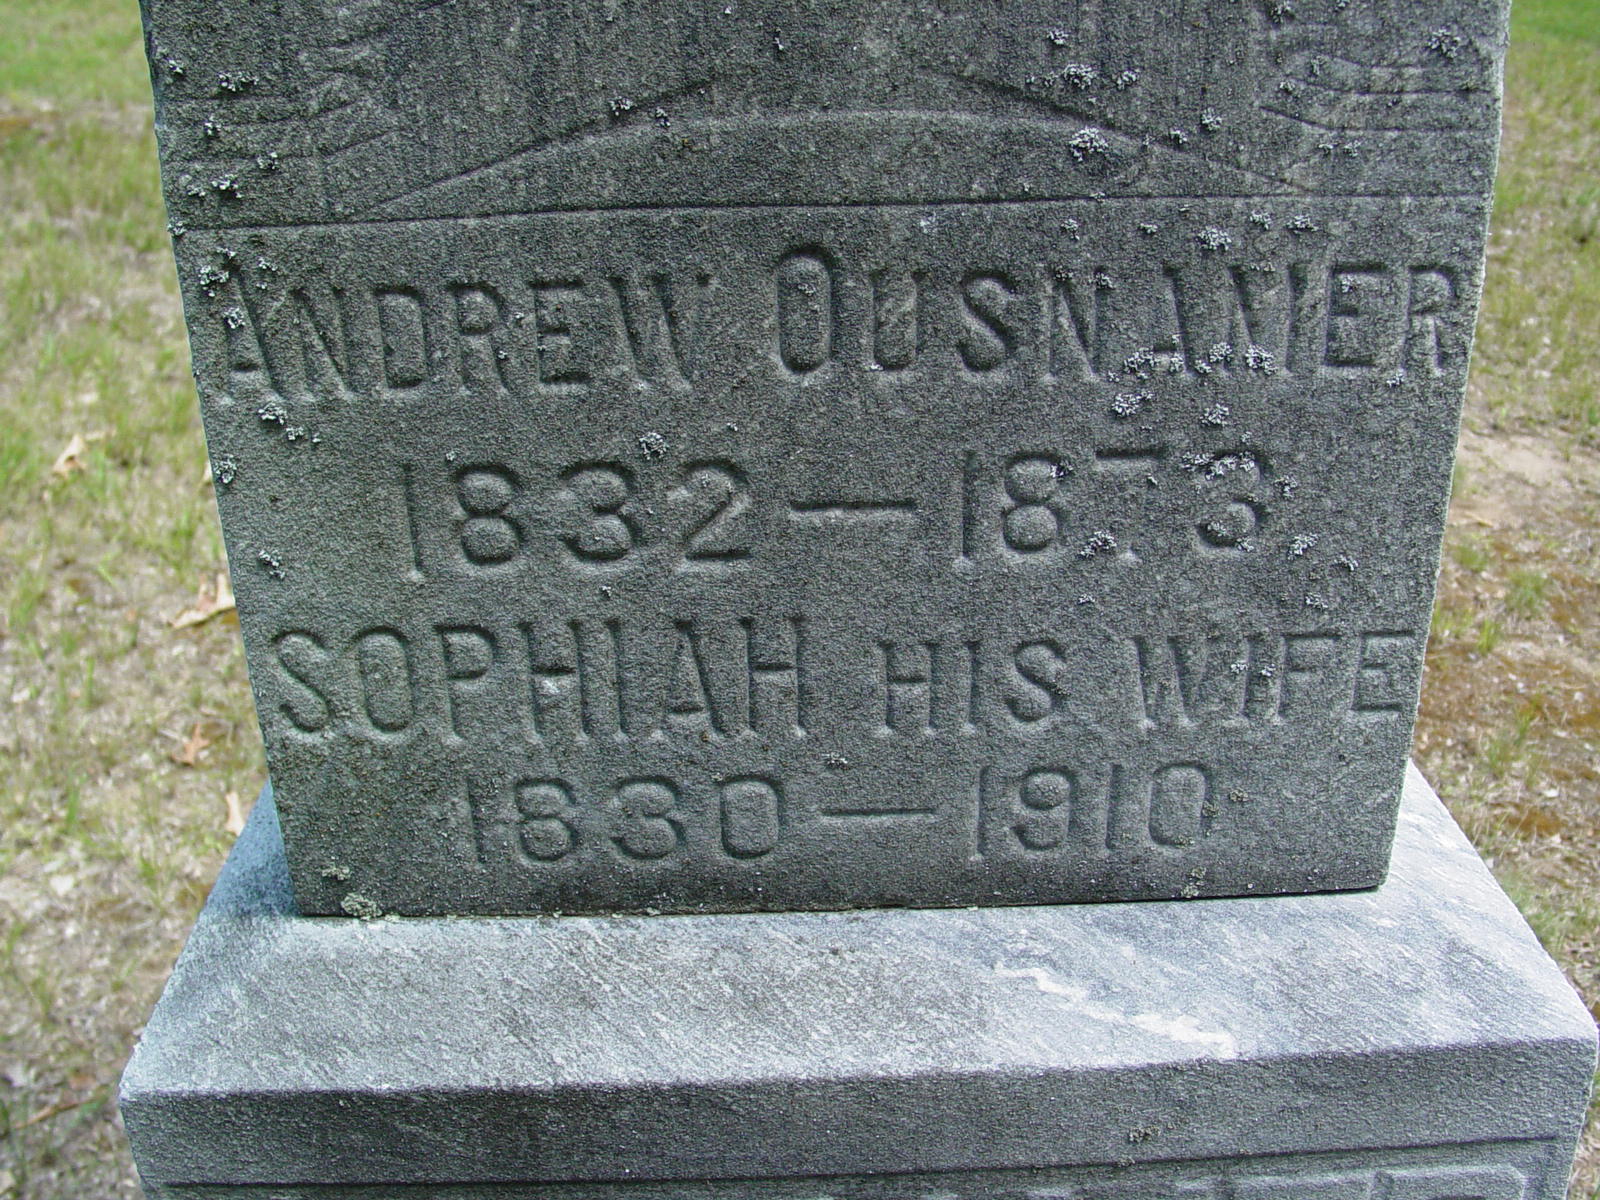 ANDREW OUSNAMER
1832 — 1873
SOPHIAH HIS WIFE
1830 — 1910